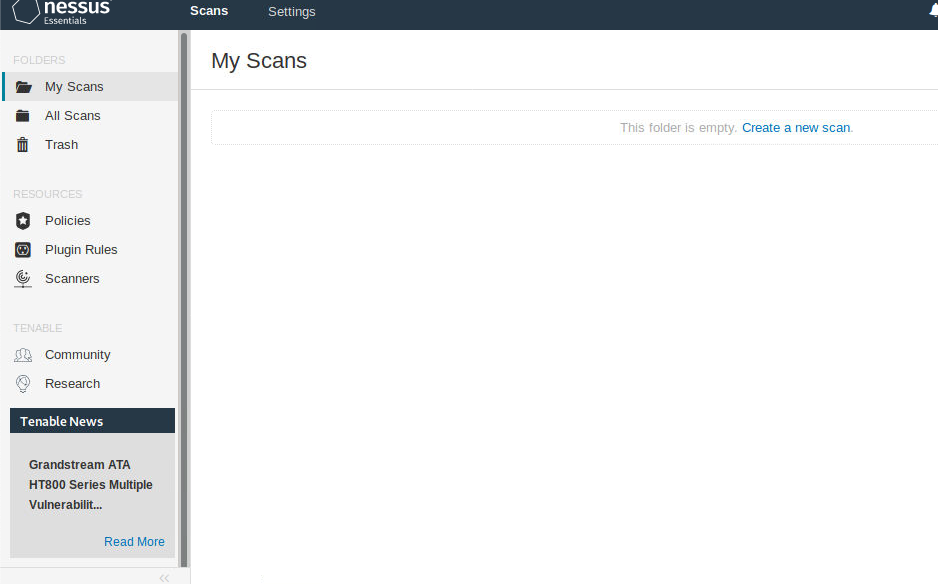 nessus
Essentials
Scans
Settings
FOLDERS
My Scans
All Scans
Trash
RESOURCES
Policies
Plugin Rules
Scanners
TENABLE
Community
Research
Tenable News
Grandstream ATA
HT800 Series Multiple
Vulnerabilit...
Read More
My Scans
This folder is empty. Create a new scan.